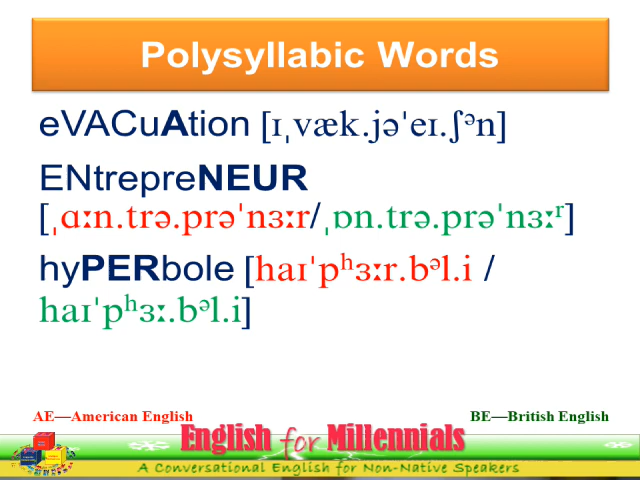 Polysyllabic Words
eVACuAtion [ɪˌvæk.jəˈeɪ.ʃᵊn]
ENtrepreNEUR
[ˌɑːn.trə.prəˈnɜːr/ˌɒn.trə.prəˈnɜːʳ]
hyPERbole [haɪˈpʰɜːr.bᵊl.i /
haɪˈpʰɜː.bᵊl.i]
AE—American English
BE—British English
English for Millennials
A Conversational English for Non-Native Speakers